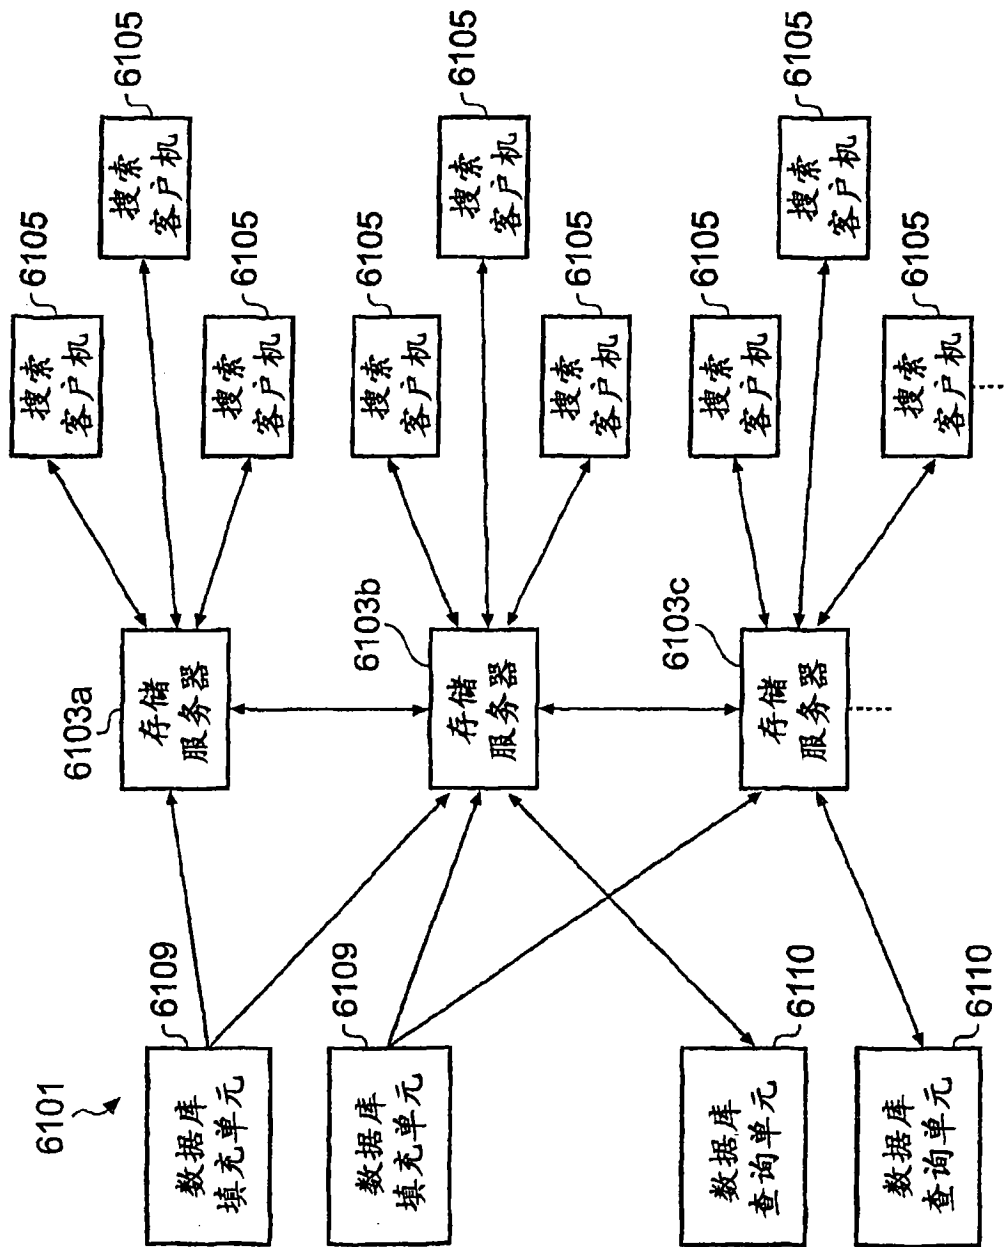 6101
数据库
填充单元
6109
数据库
填充单元
6109
数据库
查询单元
6110
数据库
查询单元
6110
存储
服务器
6103a
存储
服务器
6103b
存储
服务器
6103c
搜索
客户机
6105
搜索
客户机
6105
搜索
客户机
6105
搜索
客户机
6105
搜索
客户机
6105
搜索
客户机
6105
搜索
客户机
6105
搜索
客户机
6105
搜索
客户机
6105